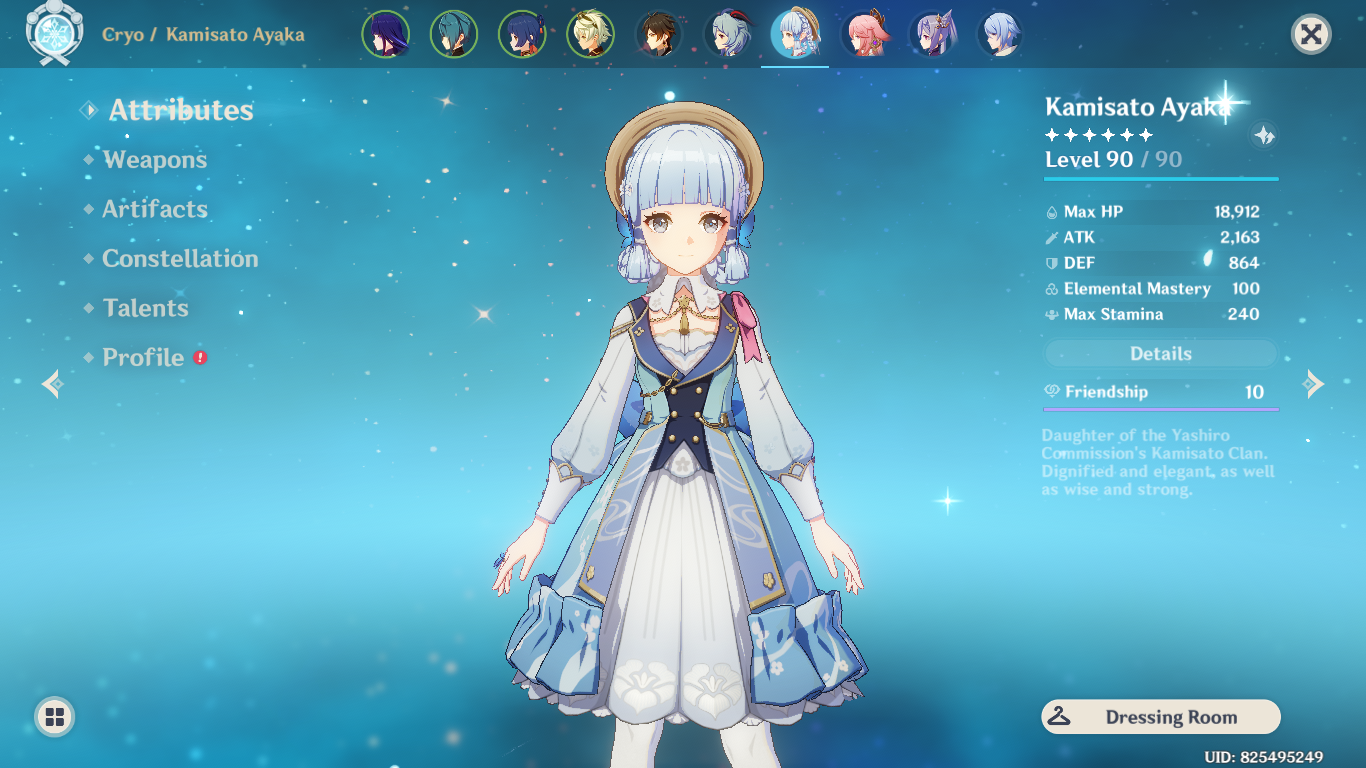 Cryo / Kamisato Ayaka
Attributes
Weapons
Artifacts
Constellation
Talents
Profile !
Kamisato Ayaka
Level 90 / 90
Max HP 18,912
ATK 2,163
DEF 864
Elemental Mastery 100
Max Stamina 240
Details
Friendship 10
Daughter of the Yashiro
Commission's Kamisato Clan.
Dignified and elegant, as well
as wise and strong.
Dressing Room
UID: 825495249